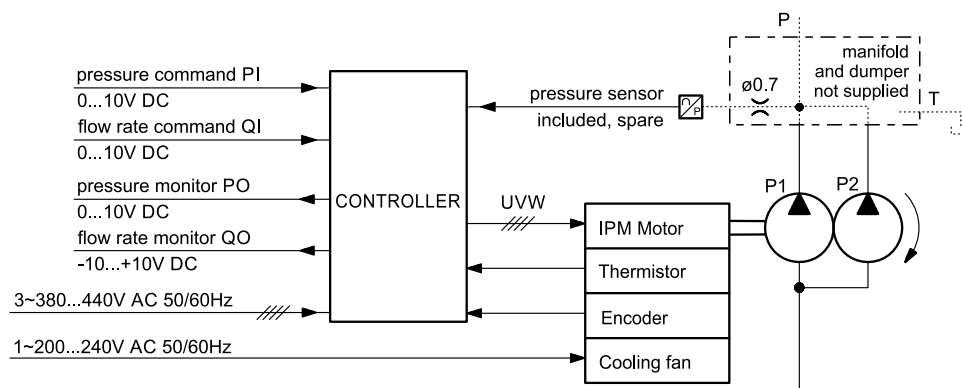 P
manifold
and dumper
not supplied
ø0.7
T
pressure command PI
0...10V DC
pressure sensor
included, spare
P
flow rate command QI
0...10V DC
pressure monitor PO
0...10V DC
CONTROLLER
UVW
P1
P2
flow rate monitor QO
-10...+10V DC
IPM Motor
Thermistor
3~380...440V AC 50/60Hz
Encoder
1~200...240V AC 50/60Hz
Cooling fan